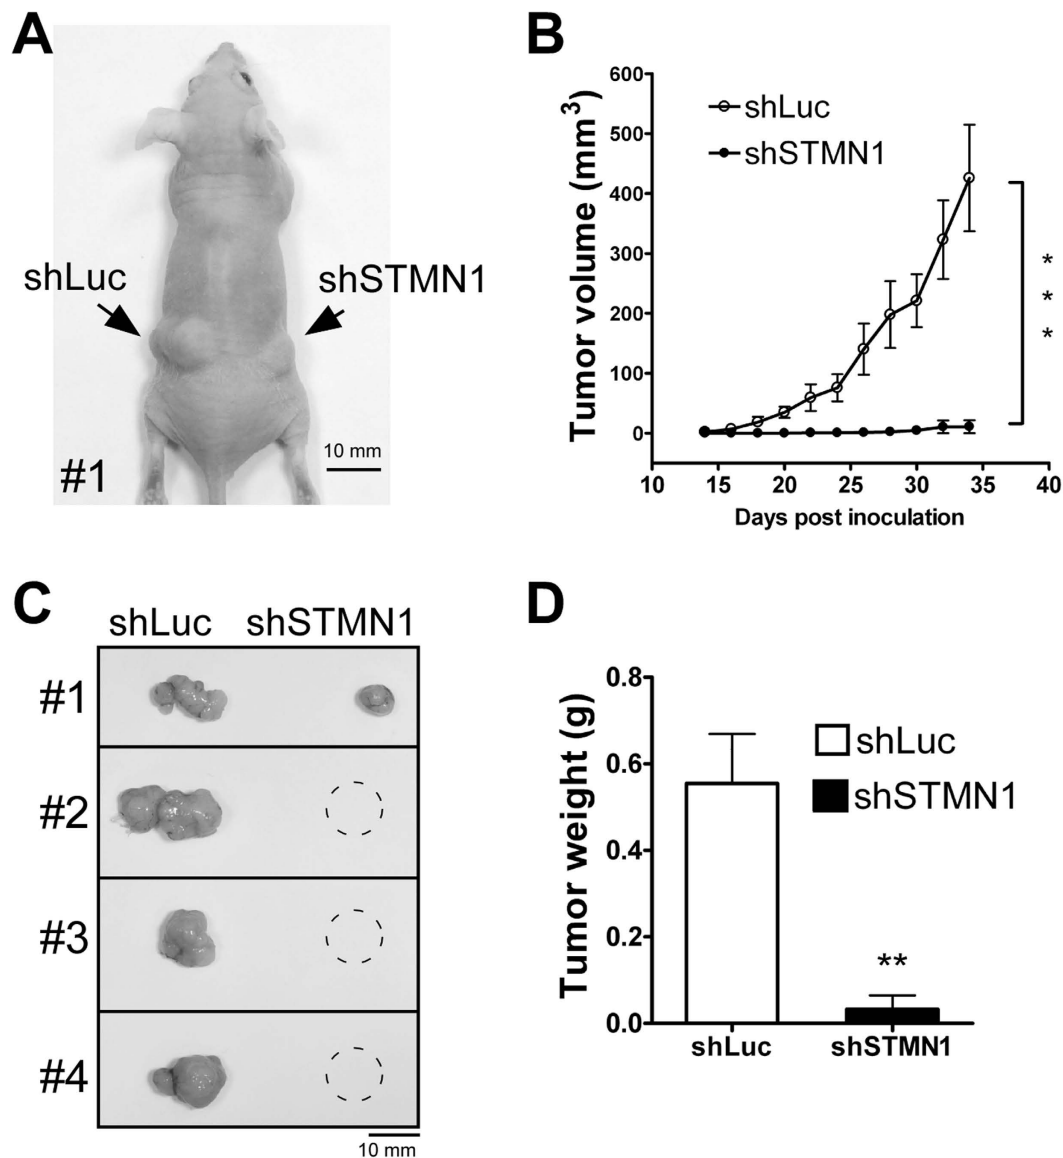 A
shLuc
shSTMN1
10 mm
#1
B
Tumor volume (mm³)
600
500
400
300
200
100
0
shLuc
shSTMN1
*
*
*
10 15 20 25 30 35 40
Days post inoculation
C
shLuc shSTMN1
#1
#2
#3
#4
10 mm
D
Tumor weight (g)
0.8
0.6
0.4
0.2
0.0
shLuc
shSTMN1
**
shLuc shSTMN1